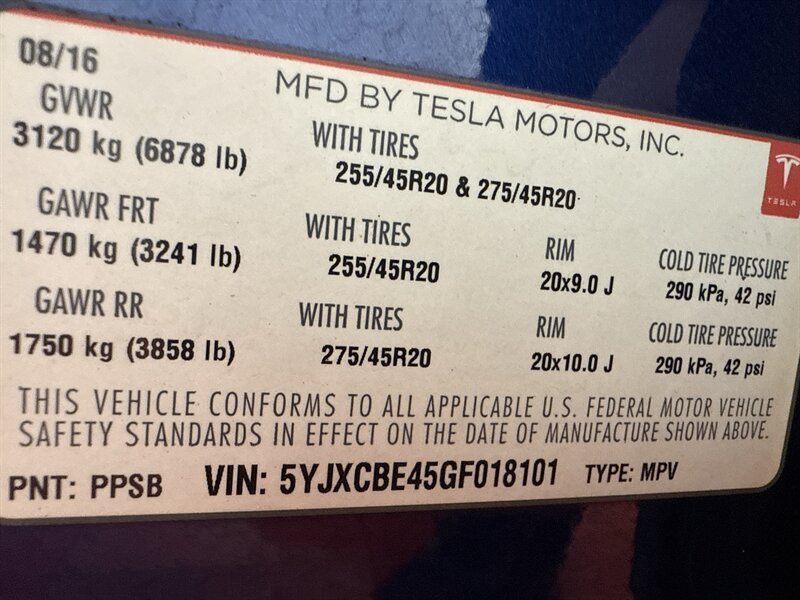 08/16
MFD BY TESLA MOTORS, INC.
GVWR
3120 kg (6878 lb)
WITH TIRES
255/45R20 & 275/45R20
TESLA
GAWR FRT
1470 kg (3241 lb)
WITH TIRES
255/45R20
RIM
20x9.0 J
COLD TIRE PRESSURE
290 kPa, 42 psi
GAWR RR
1750 kg (3858 lb)
WITH TIRES
275/45R20
RIM
20x10.0 J
COLD TIRE PRESSURE
290 kPa, 42 psi
THIS VEHICLE CONFORMS TO ALL APPLICABLE U.S. FEDERAL MOTOR VEHICLE
SAFETY STANDARDS IN EFFECT ON THE DATE OF MANUFACTURE SHOWN ABOVE.
PNT: PPSB VIN: 5YJXCBE45GF018101 TYPE: MPV